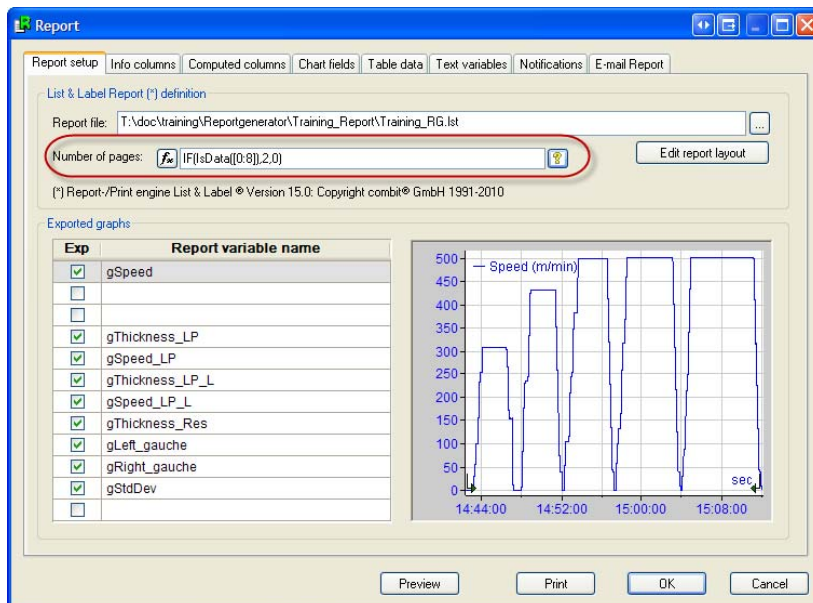 Report
Report setup Info columns Computed columns Chart fields Table data Text variables Notifications E-mail Report
List & Label Report (*) definition
Report file: T:\doc\training\Reportgenerator\Training_Report\Training_RG.lst ...
Number of pages: fx IF(IsData([0:8]),2,0) ? Edit report layout
(*) Report-/Print engine List & Label ® Version 15.0: Copyright combit® GmbH 1991-2010
Exported graphs
Exp Report variable name
gSpeed
gThickness_LP
gSpeed_LP
gThickness_LP_L
gSpeed_LP_L
gThickness_Res
gLeft_gauche
gRight_gauche
gStdDev
500 Speed (m/min)
450
400
350
300
250
200
150
100
50 sec
0
14:44:00 14:52:00 15:00:00 15:08:00
Preview Print OK Cancel